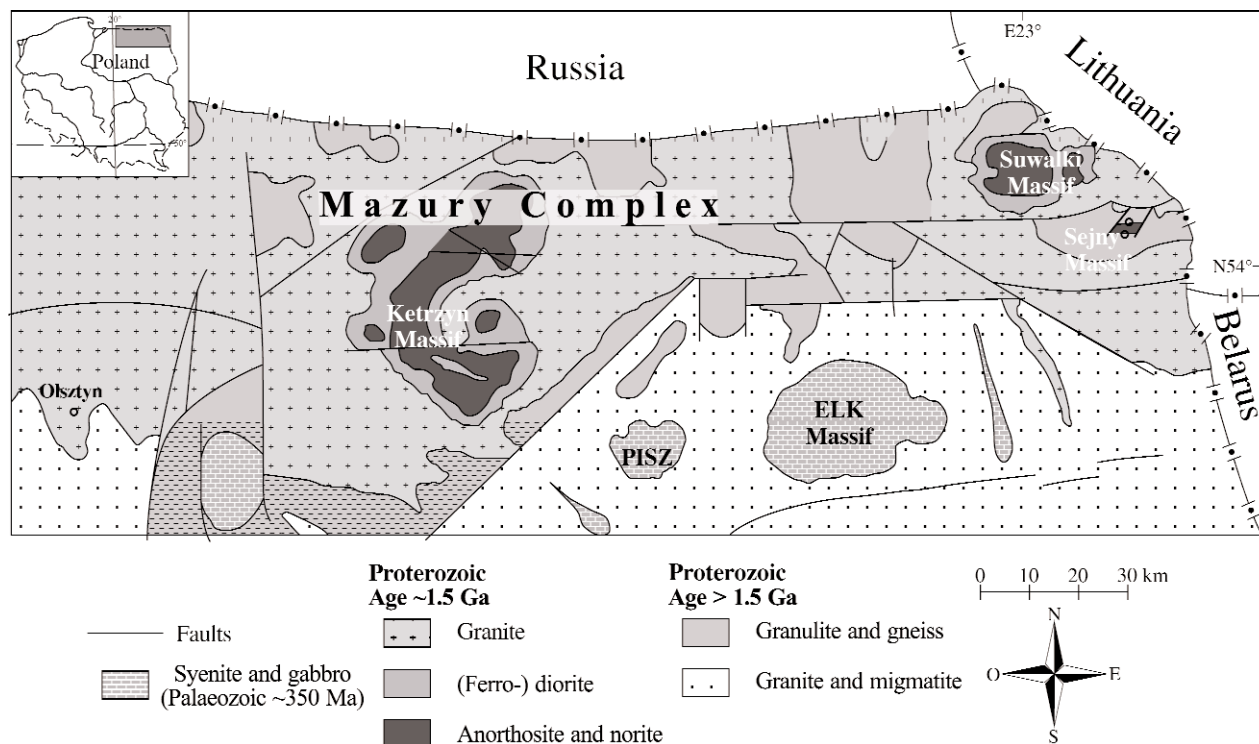 20°
Poland
50°
Russia
E23°
Lithuania
Suwalki
Massif
Mazury Complex
Sejny
Massif
N54°
Ketrzyn
Massif
Belarus
Olsztyn
ELK
Massif
PISZ
Proterozoic
Age ~1.5 Ga
Proterozoic
Age > 1.5 Ga
0 10 20 30 km
Faults
Granite
Granulite and gneiss
Syenite and gabbro
(Palaeozoic ~350 Ma)
(Ferro-) diorite
Granite and migmatite
Anorthosite and norite
N
O
E
S